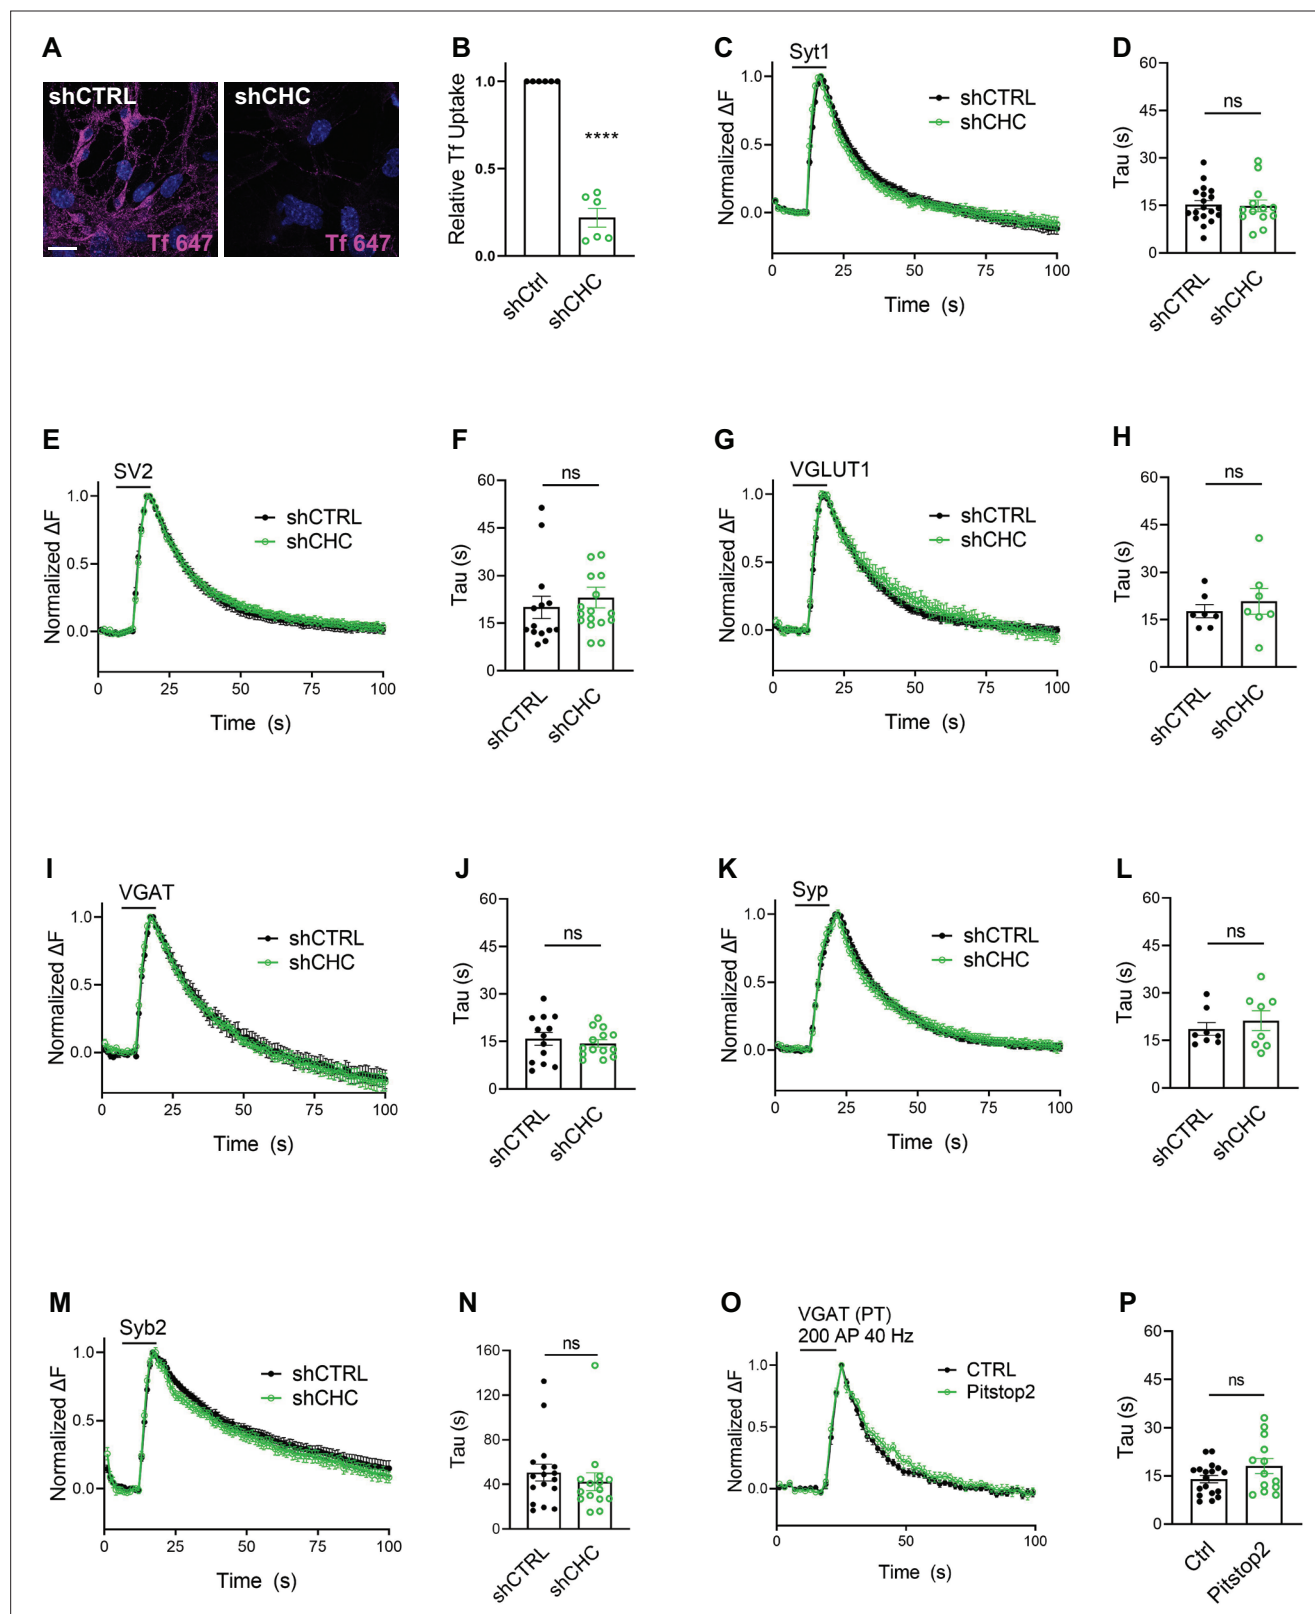 A
shCTRL
Tf 647
shCHC
Tf 647
B
Relative Tf Uptake
1.0
0.5
0.0
****
shCtrl
shCHC
C
Syt1
Normalized ΔF
1.0
0.5
0.0
shCTRL
shCHC
0 25 50 75 100
Time (s)
D
Tau (s)
60
45
30
15
0
ns
shCTRL
shCHC
E
SV2
Normalized ΔF
1.0
0.5
0.0
shCTRL
shCHC
0 25 50 75 100
Time (s)
F
Tau (s)
60
45
30
15
0
ns
shCTRL
shCHC
G
VGLUT1
Normalized ΔF
1.0
0.5
0.0
shCTRL
shCHC
0 25 50 75 100
Time (s)
H
Tau (s)
60
45
30
15
0
ns
shCTRL
shCHC
I
VGAT
Normalized ΔF
1.0
0.5
0.0
shCTRL
shCHC
0 25 50 75 100
Time (s)
J
Tau (s)
60
45
30
15
0
ns
shCTRL
shCHC
K
Syp
Normalized ΔF
1.0
0.5
0.0
shCTRL
shCHC
0 25 50 75 100
Time (s)
L
Tau (s)
60
45
30
15
0
ns
shCTRL
shCHC
M
Syb2
Normalized ΔF
1.0
0.5
0.0
shCTRL
shCHC
0 25 50 75 100
Time (s)
N
Tau (s)
160
120
80
40
0
ns
shCTRL
shCHC
O
VGAT (PT)
200 AP 40 Hz
Normalized ΔF
1.0
0.5
0.0
CTRL
Pitstop2
0 50 100
Time (s)
P
Tau (s)
60
45
30
15
0
ns
Ctrl
Pitstop2